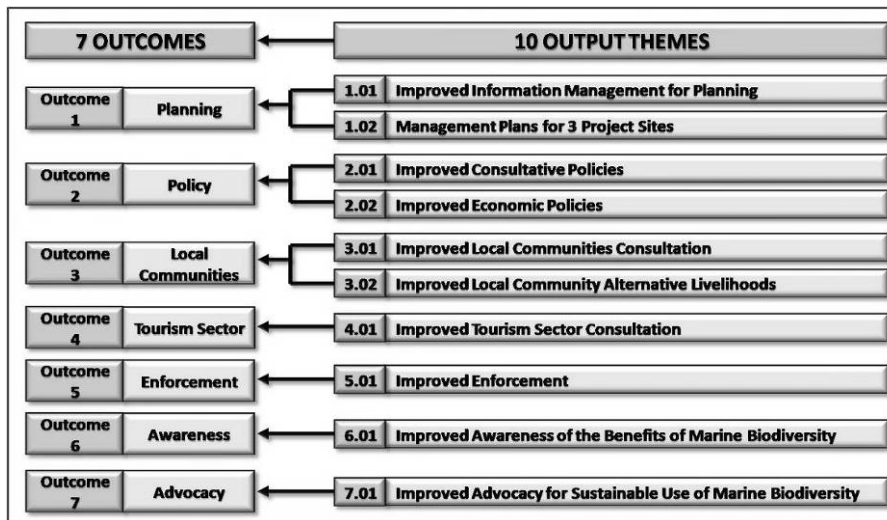 7 OUTCOMES
10 OUTPUT THEMES
Outcome
1
Planning
1.01 Improved Information Management for Planning
1.02 Management Plans for 3 Project Sites
Outcome
2
Policy
2.01 Improved Consultative Policies
2.02 Improved Economic Policies
Outcome
3
Local
Communities
3.01 Improved Local Communities Consultation
3.02 Improved Local Community Alternative Livelihoods
Outcome
4
Tourism Sector
4.01 Improved Tourism Sector Consultation
Outcome
5
Enforcement
5.01 Improved Enforcement
Outcome
6
Awareness
6.01 Improved Awareness of the Benefits of Marine Biodiversity
Outcome
7
Advocacy
7.01 Improved Advocacy for Sustainable Use of Marine Biodiversity